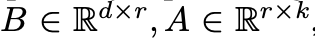 B ∈ ℝ^{d×r}, A ∈ ℝ^{r×k},